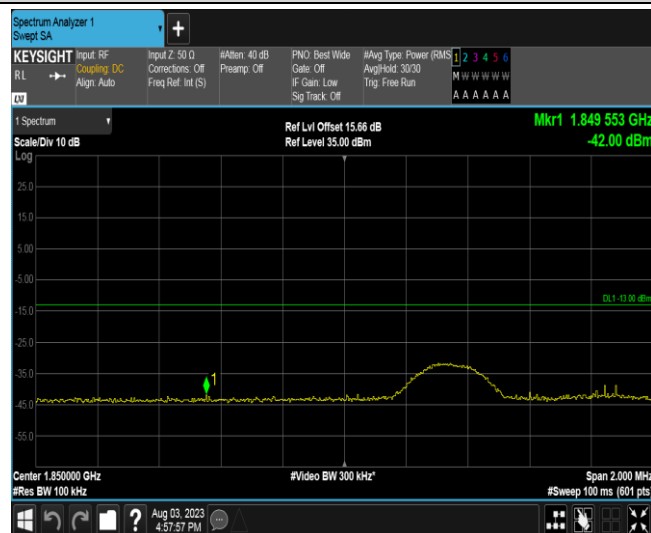 Spectrum Analyzer 1
Swept SA
+
KEYSIGHT
RL
LXI
Input: RF
Coupling: DC
Align: Auto
Input Z: 50 Ω
Corrections: Off
Freq Ref: Int (S)
#Atten: 40 dB
Preamp: Off
PNO: Best Wide
Gate: Off
IF Gain: Low
Sig Track: Off
#Avg Type: Power (RMS
Avg|Hold: 30/30
Trig: Free Run
1 2 3 4 5 6
M W W W W W
A A A A A A
1 Spectrum
Scale/Div 10 dB
Ref Lvl Offset 15.66 dB
Ref Level 35.00 dBm
Mkr1 1.849 553 GHz
-42.00 dBm
Log
25.0
15.0
5.00
-5.00
DL1 -13.00 dBm
-15.0
-25.0
-35.0
1
-45.0
-55.0
Center 1.850000 GHz
#Res BW 100 kHz
#Video BW 300 kHz*
Span 2.000 MHz
#Sweep 100 ms (601 pts)
?
Aug 03, 2023
4:57:57 PM